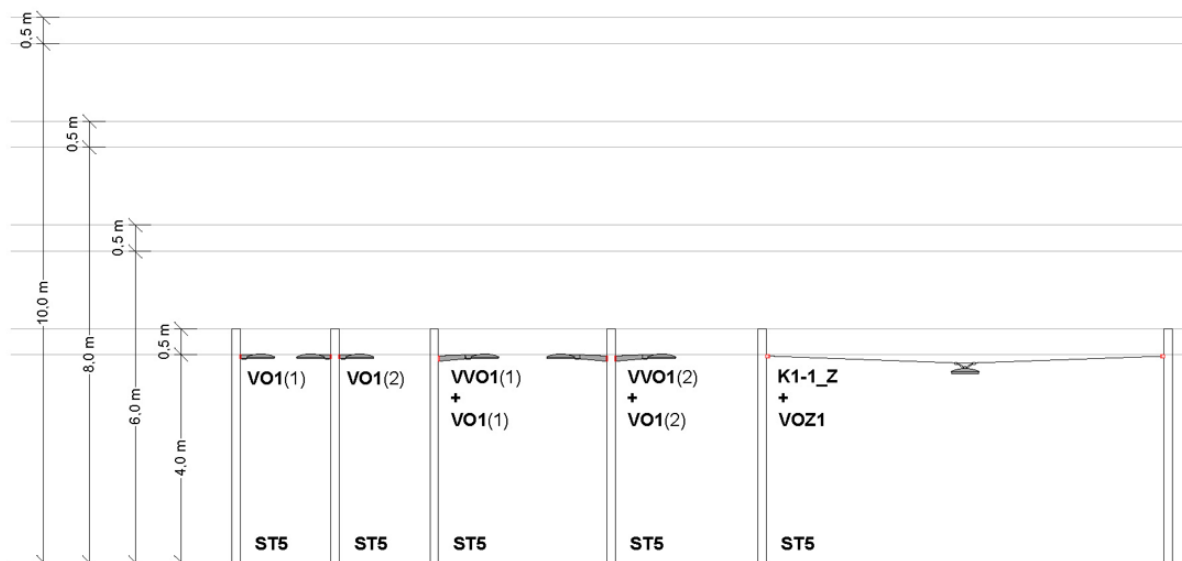 0,5 m
0,5 m
0,5 m
0,5 m
10,0 m
8,0 m
6,0 m
4,0 m
VO1(1)
VO1(2)
VVO1(1)
+
VO1(1)
VVO1(2)
+
VO1(2)
K1-1_Z
+
VOZ1
ST5
ST5
ST5
ST5
ST5